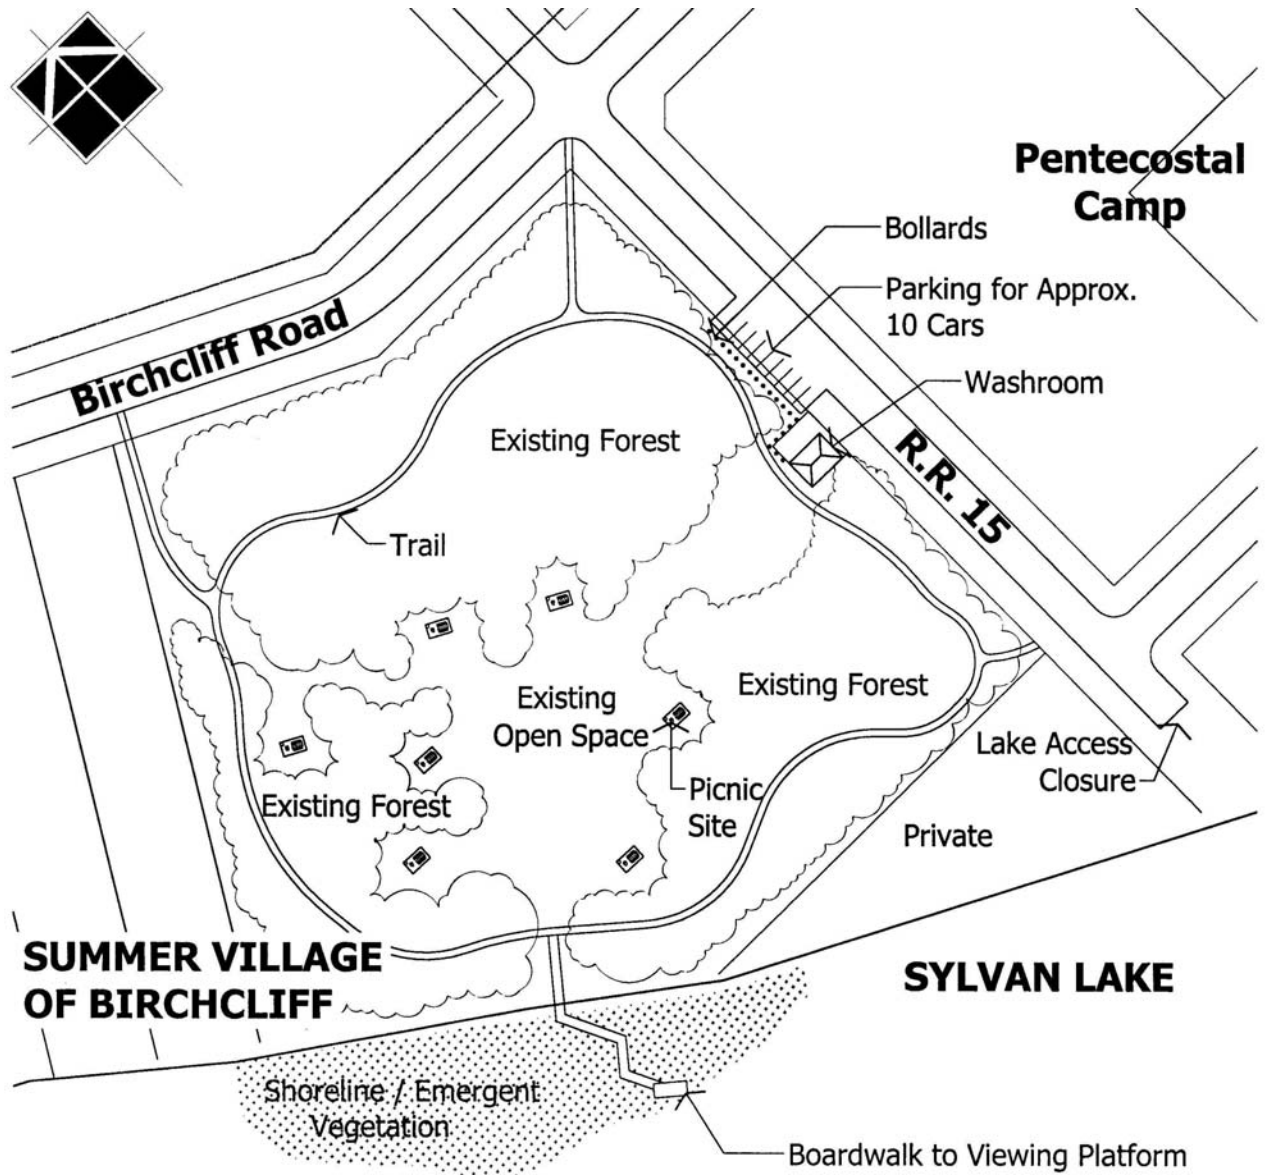 Pentecostal
Camp
Bollards
Parking for Approx.
10 Cars
Birchcliff Road
Washroom
Existing Forest
R.R. 15
Trail
Existing
Open Space
Existing Forest
Lake Access
Closure
Picnic
Site
Existing Forest
Private
SUMMER VILLAGE
OF BIRCHCLIFF
SYLVAN LAKE
Shoreline / Emergent
Vegetation
Boardwalk to Viewing Platform